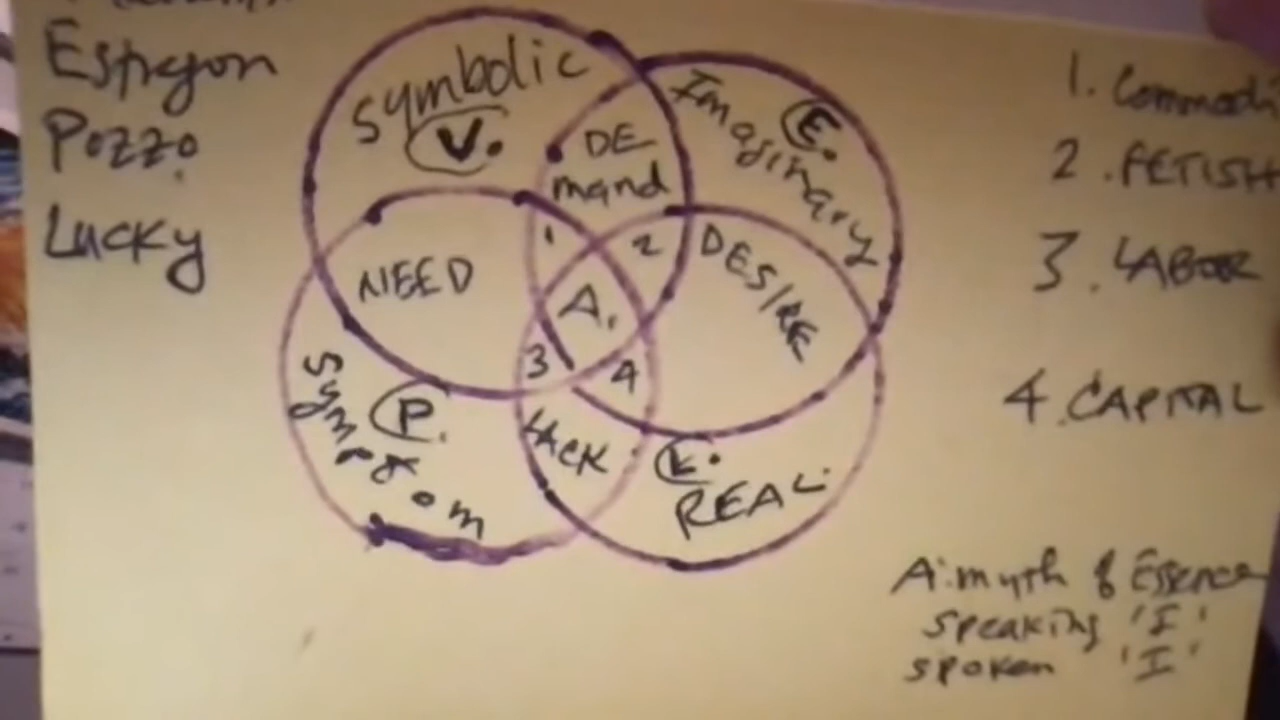 Estragon
Pozzo
Lucky
Symbolic
V.
DE
mand
Imaginary
E.
1
2
DESIRE
NEED
A.
3
4
Symptom
P.
LACK
L.
REAL
1. Commodi
2. FETISH
3. LABOR
4. CAPITAL
A: myth of Essence
speaking 'I'
spoken 'I'